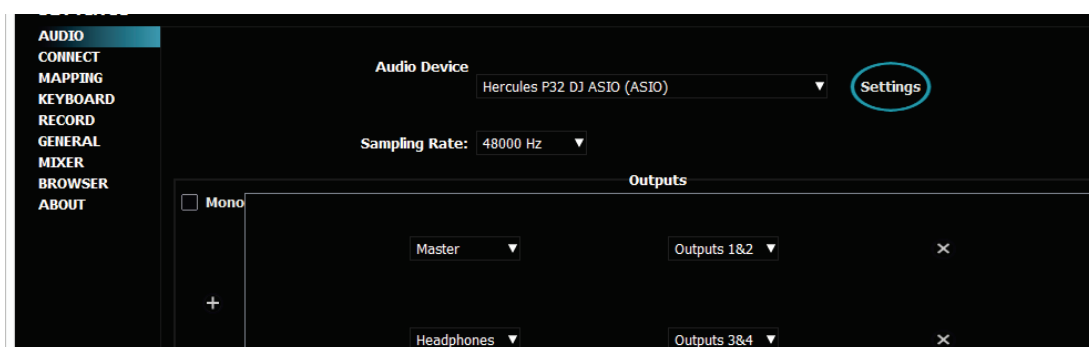 AUDIO
CONNECT
MAPPING
KEYBOARD
RECORD
GENERAL
MIXER
BROWSER
ABOUT
Audio Device
Hercules P32 DJ ASIO (ASIO)
Settings
Sampling Rate: 48000 Hz
Outputs
Mono
Master Outputs 1&2
Headphones Outputs 3&4